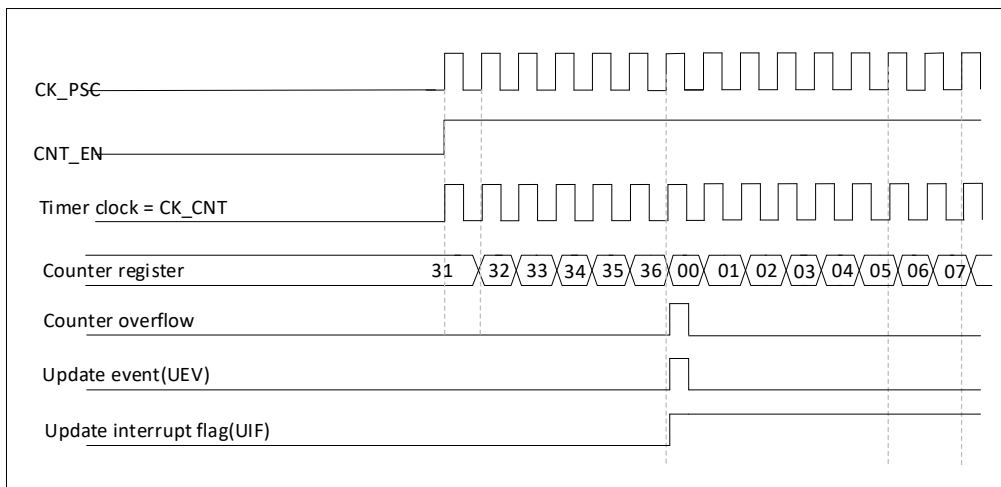 CK_PSC
CNT_EN
Timer clock = CK_CNT
Counter register 31 32 33 34 35 36 00 01 02 03 04 05 06 07
Counter overflow
Update event(UEV)
Update interrupt flag(UIF)